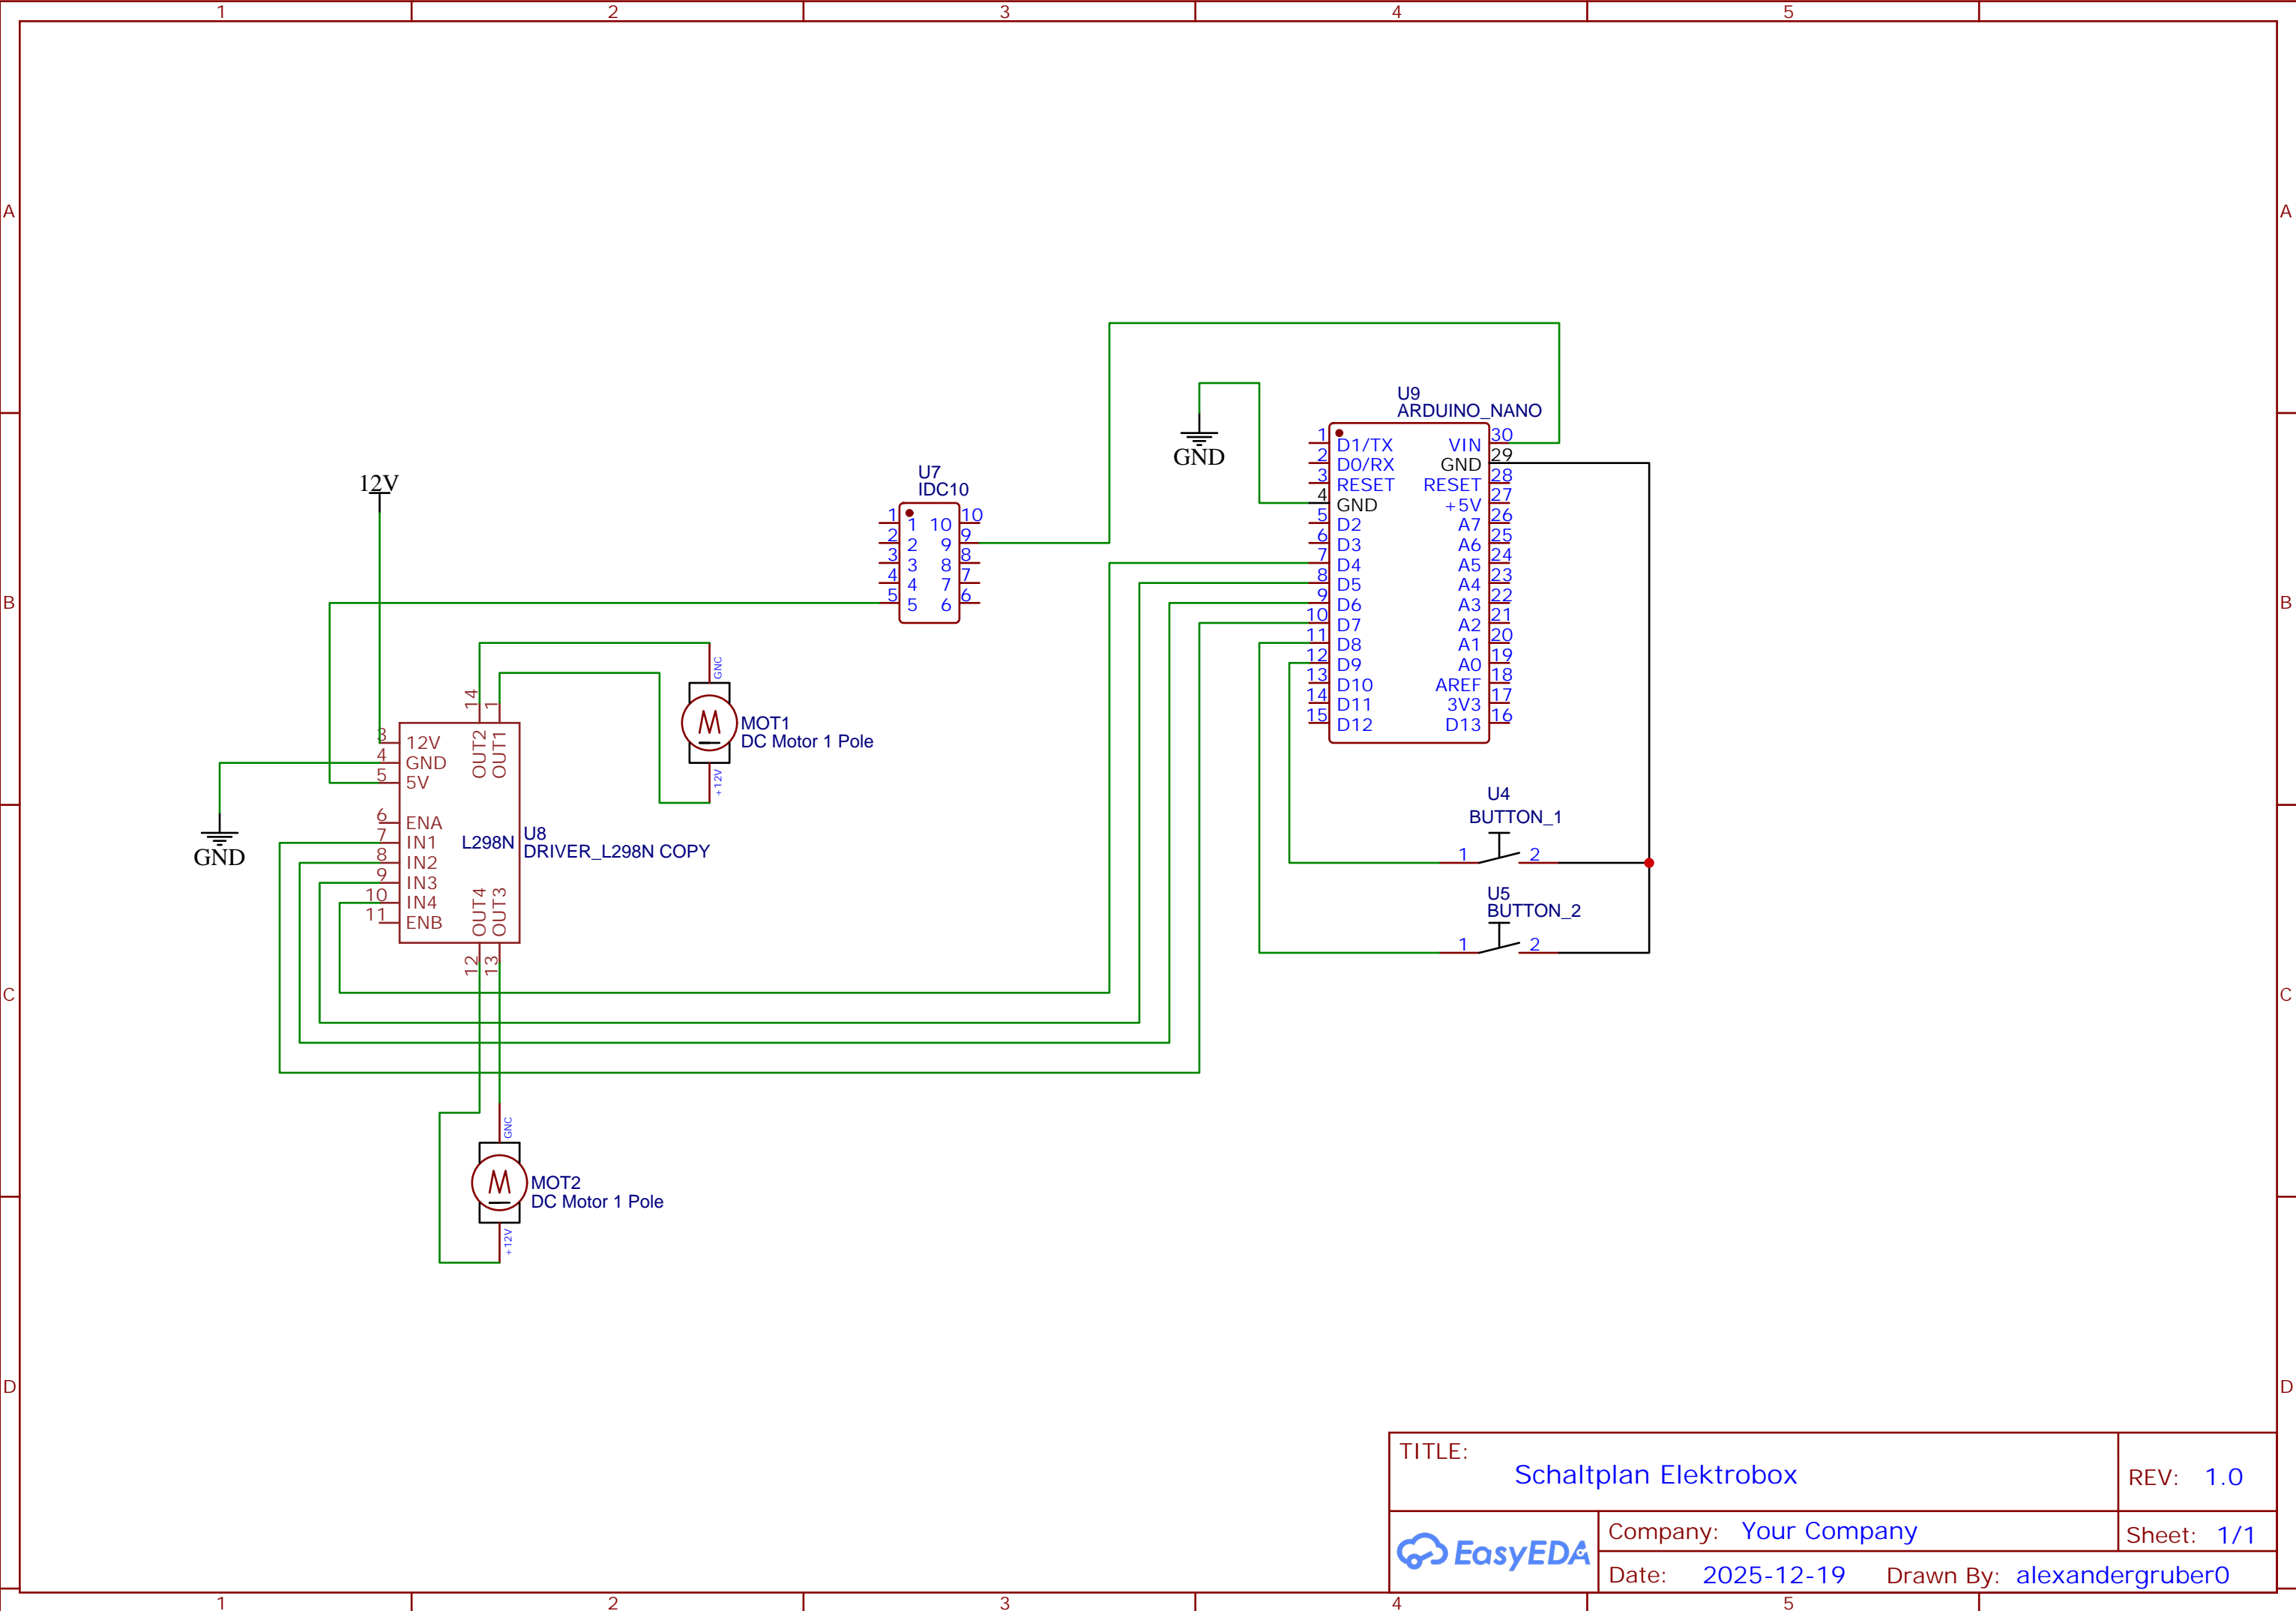 1 2 3 4 5
A A
B B
C C
D D
1 2 3 4 5
12V
GND
3 12V
4 GND
5 5V
6 ENA
7 IN1
8 IN2
9 IN3
10 IN4
11 ENB
14 1
OUT2 OUT1
L298N
U8
DRIVER_L298N COPY
OUT4 OUT3
12 13
GNC
M
MOT1
DC Motor 1 Pole
+12V
GNC
M
MOT2
DC Motor 1 Pole
+12V
U7
IDC10
1 1 10 10
2 2 9 9
3 3 8 8
4 4 7 7
5 5 6 6
GND
U9
ARDUINO_NANO
1 D1/TX VIN 30
2 D0/RX GND 29
3 RESET RESET 28
4 GND +5V 27
5 D2 A7 26
6 D3 A6 25
7 D4 A5 24
8 D5 A4 23
9 D6 A3 22
10 D7 A2 21
11 D8 A1 20
12 D9 A0 19
13 D10 AREF 18
14 D11 3V3 17
15 D12 D13 16
U4
BUTTON_1
1 2
U5
BUTTON_2
1 2
TITLE:
Schaltplan Elektrobox
REV: 1.0
EasyEDA
Company: Your Company
Sheet: 1/1
Date: 2025-12-19 Drawn By: alexandergruber0